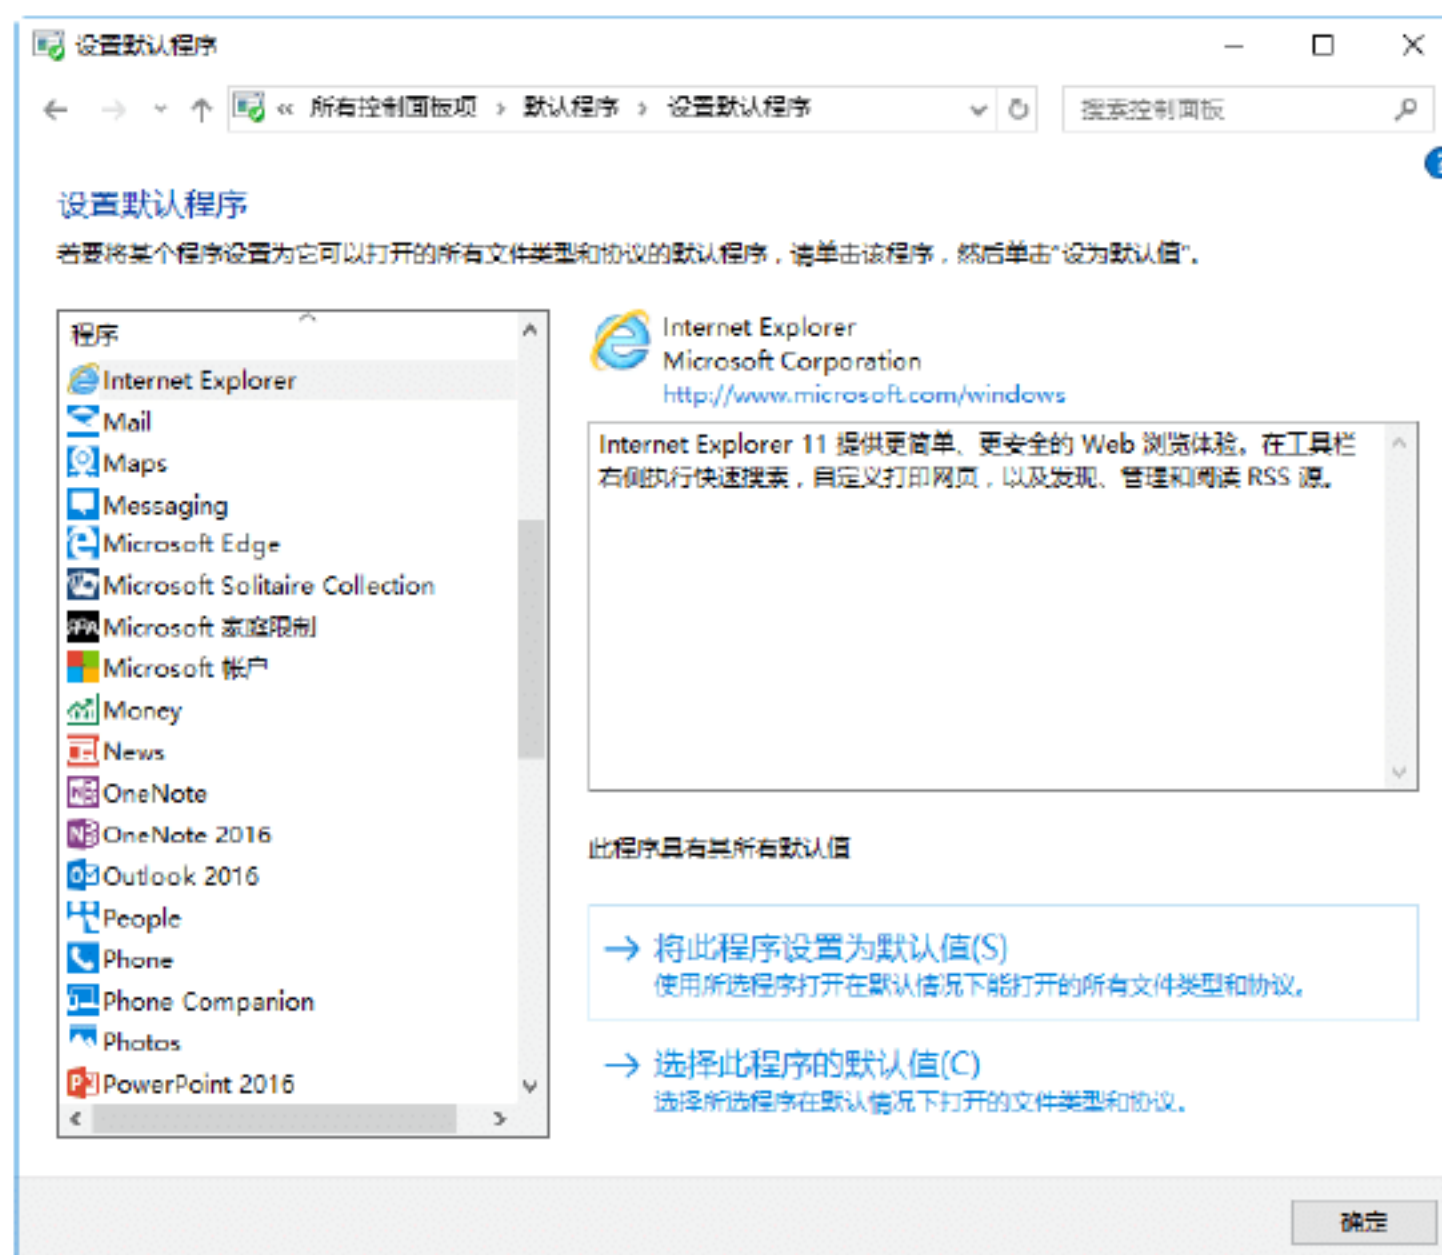 设置默认程序
« 所有控制面板项 › 默认程序 › 设置默认程序
搜索控制面板
设置默认程序
若要将某个程序设置为它可以打开的所有文件类型和协议的默认程序，请单击该程序，然后单击"设为默认值"。
程序
Internet Explorer
Mail
Maps
Messaging
Microsoft Edge
Microsoft Solitaire Collection
Microsoft 家庭限制
Microsoft 帐户
Money
News
OneNote
OneNote 2016
Outlook 2016
People
Phone
Phone Companion
Photos
PowerPoint 2016
Internet Explorer
Microsoft Corporation
http://www.microsoft.com/windows
Internet Explorer 11 提供更简单、更安全的 Web 浏览体验。在工具栏
右侧执行快速搜索，自定义打印网页，以及发现、管理和阅读 RSS 源。
此程序具有其所有默认值
→ 将此程序设置为默认值(S)
使用所选程序打开在默认情况下能打开的所有文件类型和协议。
→ 选择此程序的默认值(C)
选择所选程序在默认情况下打开的文件类型和协议。
确定